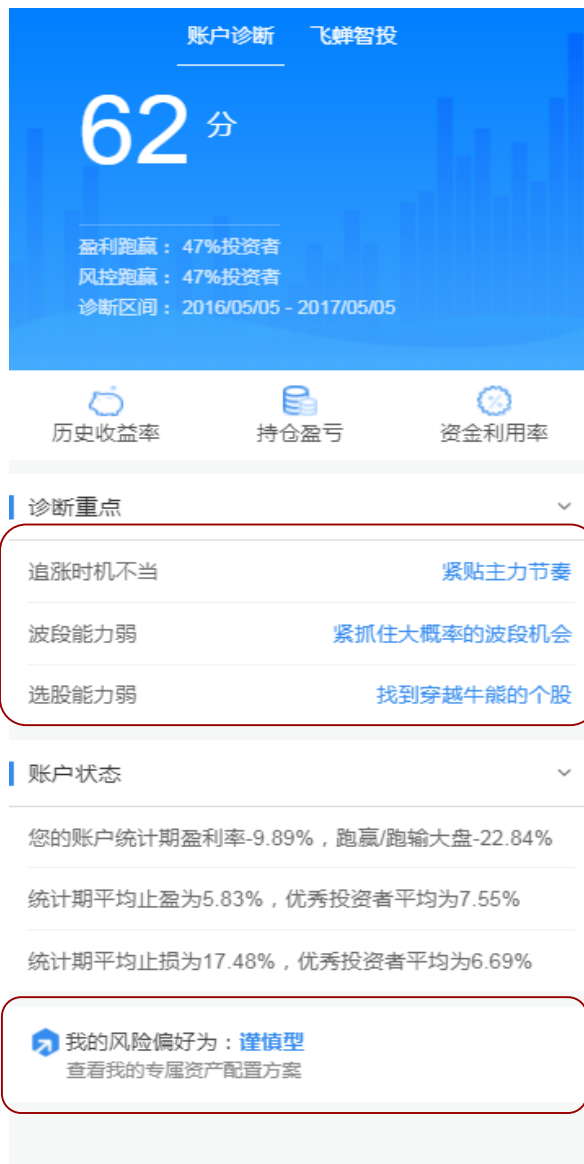 账户诊断 飞蝉智投
62 分
盈利跑赢： 47%投资者
风控跑赢： 47%投资者
诊断区间： 2016/05/05 - 2017/05/05
历史收益率 持仓盈亏 资金利用率
诊断重点
追涨时机不当 紧贴主力节奏
波段能力弱 紧抓住大概率的波段机会
选股能力弱 找到穿越牛熊的个股
账户状态
您的账户统计期盈利率-9.89%，跑赢/跑输大盘-22.84%
统计期平均止盈为5.83%，优秀投资者平均为7.55%
统计期平均止损为17.48%，优秀投资者平均为6.69%
我的风险偏好为：谨慎型
查看我的专属资产配置方案